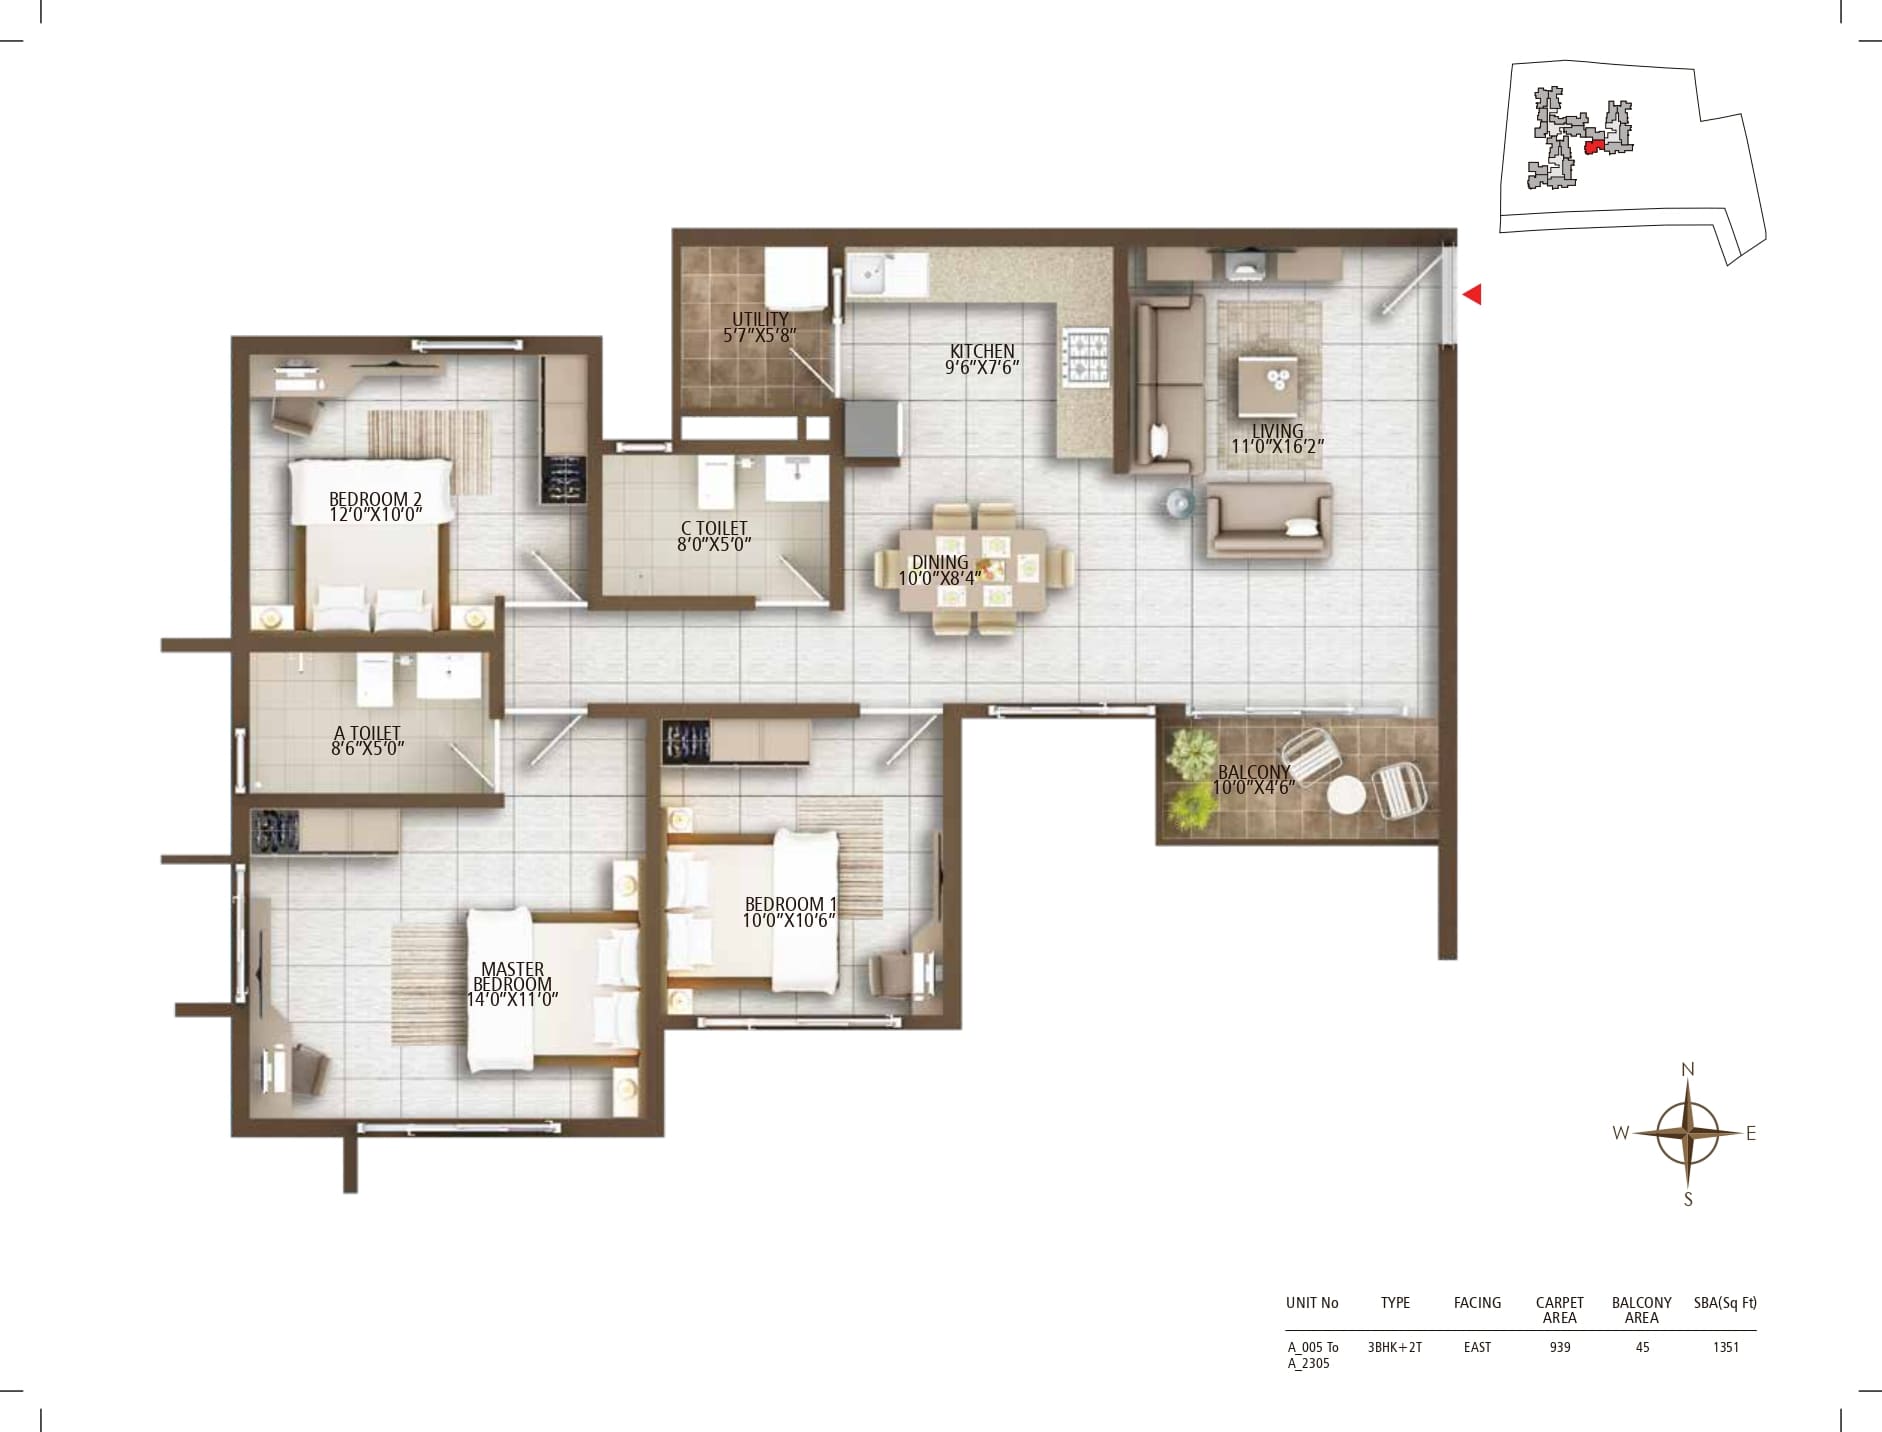 UTILITY
5'7"X5'8"
KITCHEN
9'6"X7'6"
LIVING
11'0"X16'2"
BEDROOM 2
12'0"X10'0"
C TOILET
8'0"X5'0"
DINING
10'0"X8'4"
A TOILET
8'6"X5'0"
BALCONY
10'0"X4'6"
BEDROOM 1
10'0"X10'6"
MASTER
BEDROOM
14'0"X11'0"
N
W E
S
UNIT No TYPE FACING CARPET AREA BALCONY AREA SBA(Sq Ft)
A_005 To A_2305 3BHK+2T EAST 939 45 1351